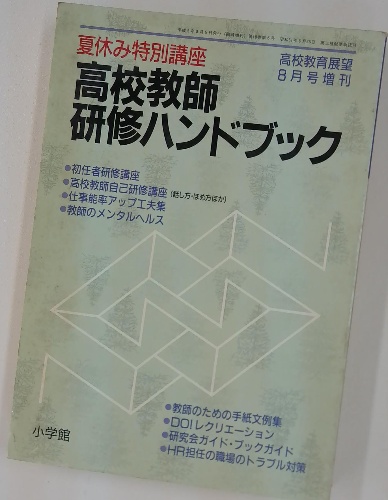 夏休み特別講座
高校教育展望
8月号増刊
高校教師
研修ハンドブック
●初任者研修講座
●高校教師自己研修講座(話し方・ほめ方ほか)
●仕事能率アップ工夫集
●教師のメンタルヘルス
●教師のための手紙文例集
●DO!レクリエーション
●研究会ガイド・ブックガイド
●HR担任の職場のトラブル対策
小学館